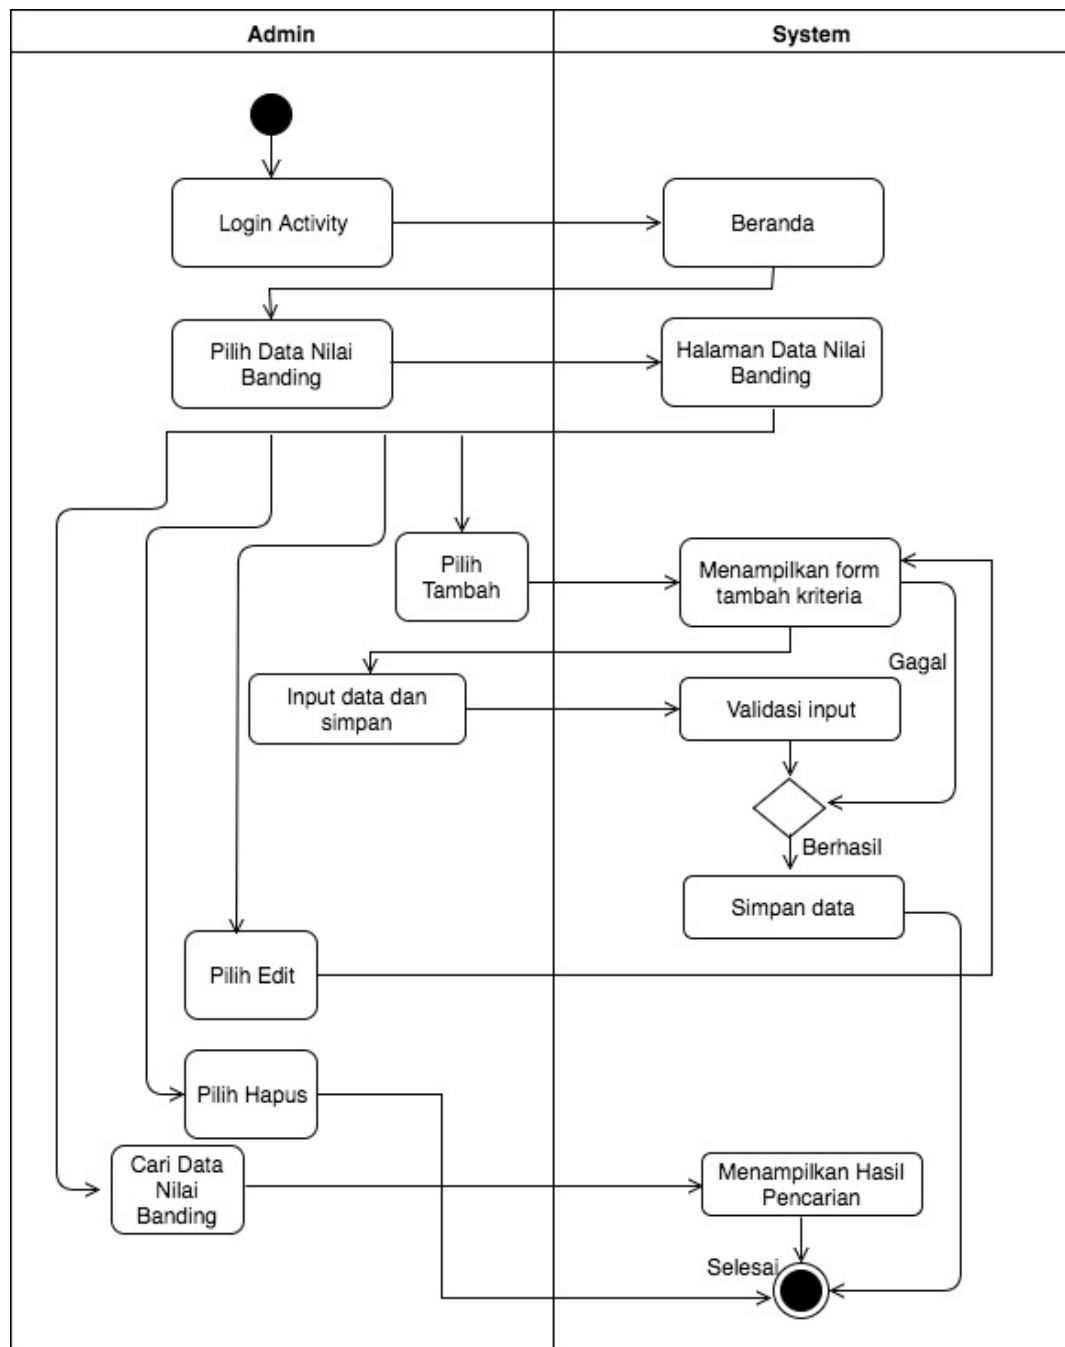 Admin
System
Login Activity
Beranda
Pilih Data Nilai
Banding
Halaman Data Nilai
Banding
Pilih
Tambah
Menampilkan form
tambah kriteria
Gagal
Input data dan
simpan
Validasi input
Berhasil
Simpan data
Pilih Edit
Pilih Hapus
Cari Data
Nilai
Banding
Menampilkan Hasil
Pencarian
Selesai